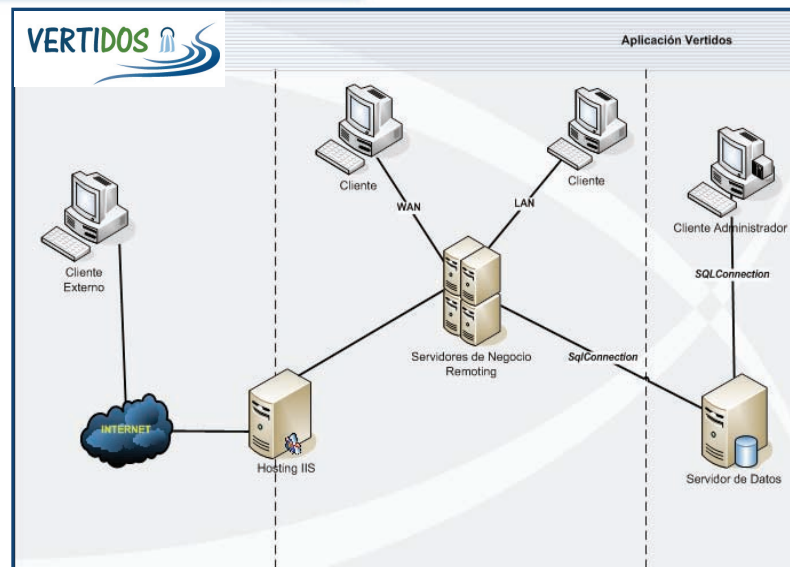 VERTIDOS
Aplicación Vertidos
Cliente
Cliente
WAN
LAN
Cliente Administrador
Cliente
Externo
SQLConnection
Servidores de Negocio
Remoting
SqlConnection
INTERNET
Hosting IIS
Servidor de Datos